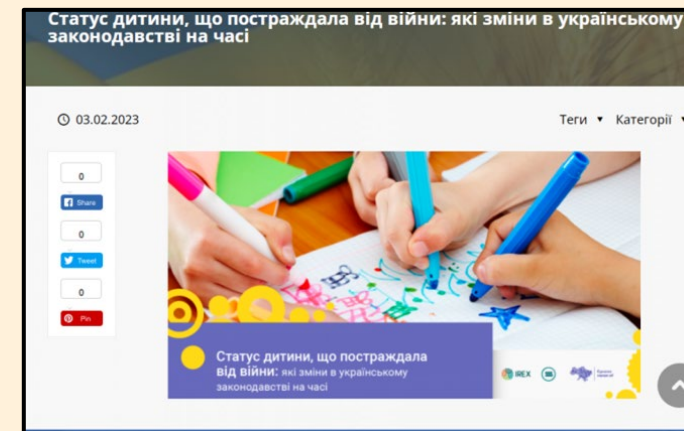 Статус дитини, що постраждала від війни: які зміни в українському
законодавстві на часі
03.02.2023
Теги ▼ Категорії ▼
0
Share
0
Tweet
0
Pin
Статус дитини, що постраждала
від війни: які зміни в українському
законодавстві на часі
IREX